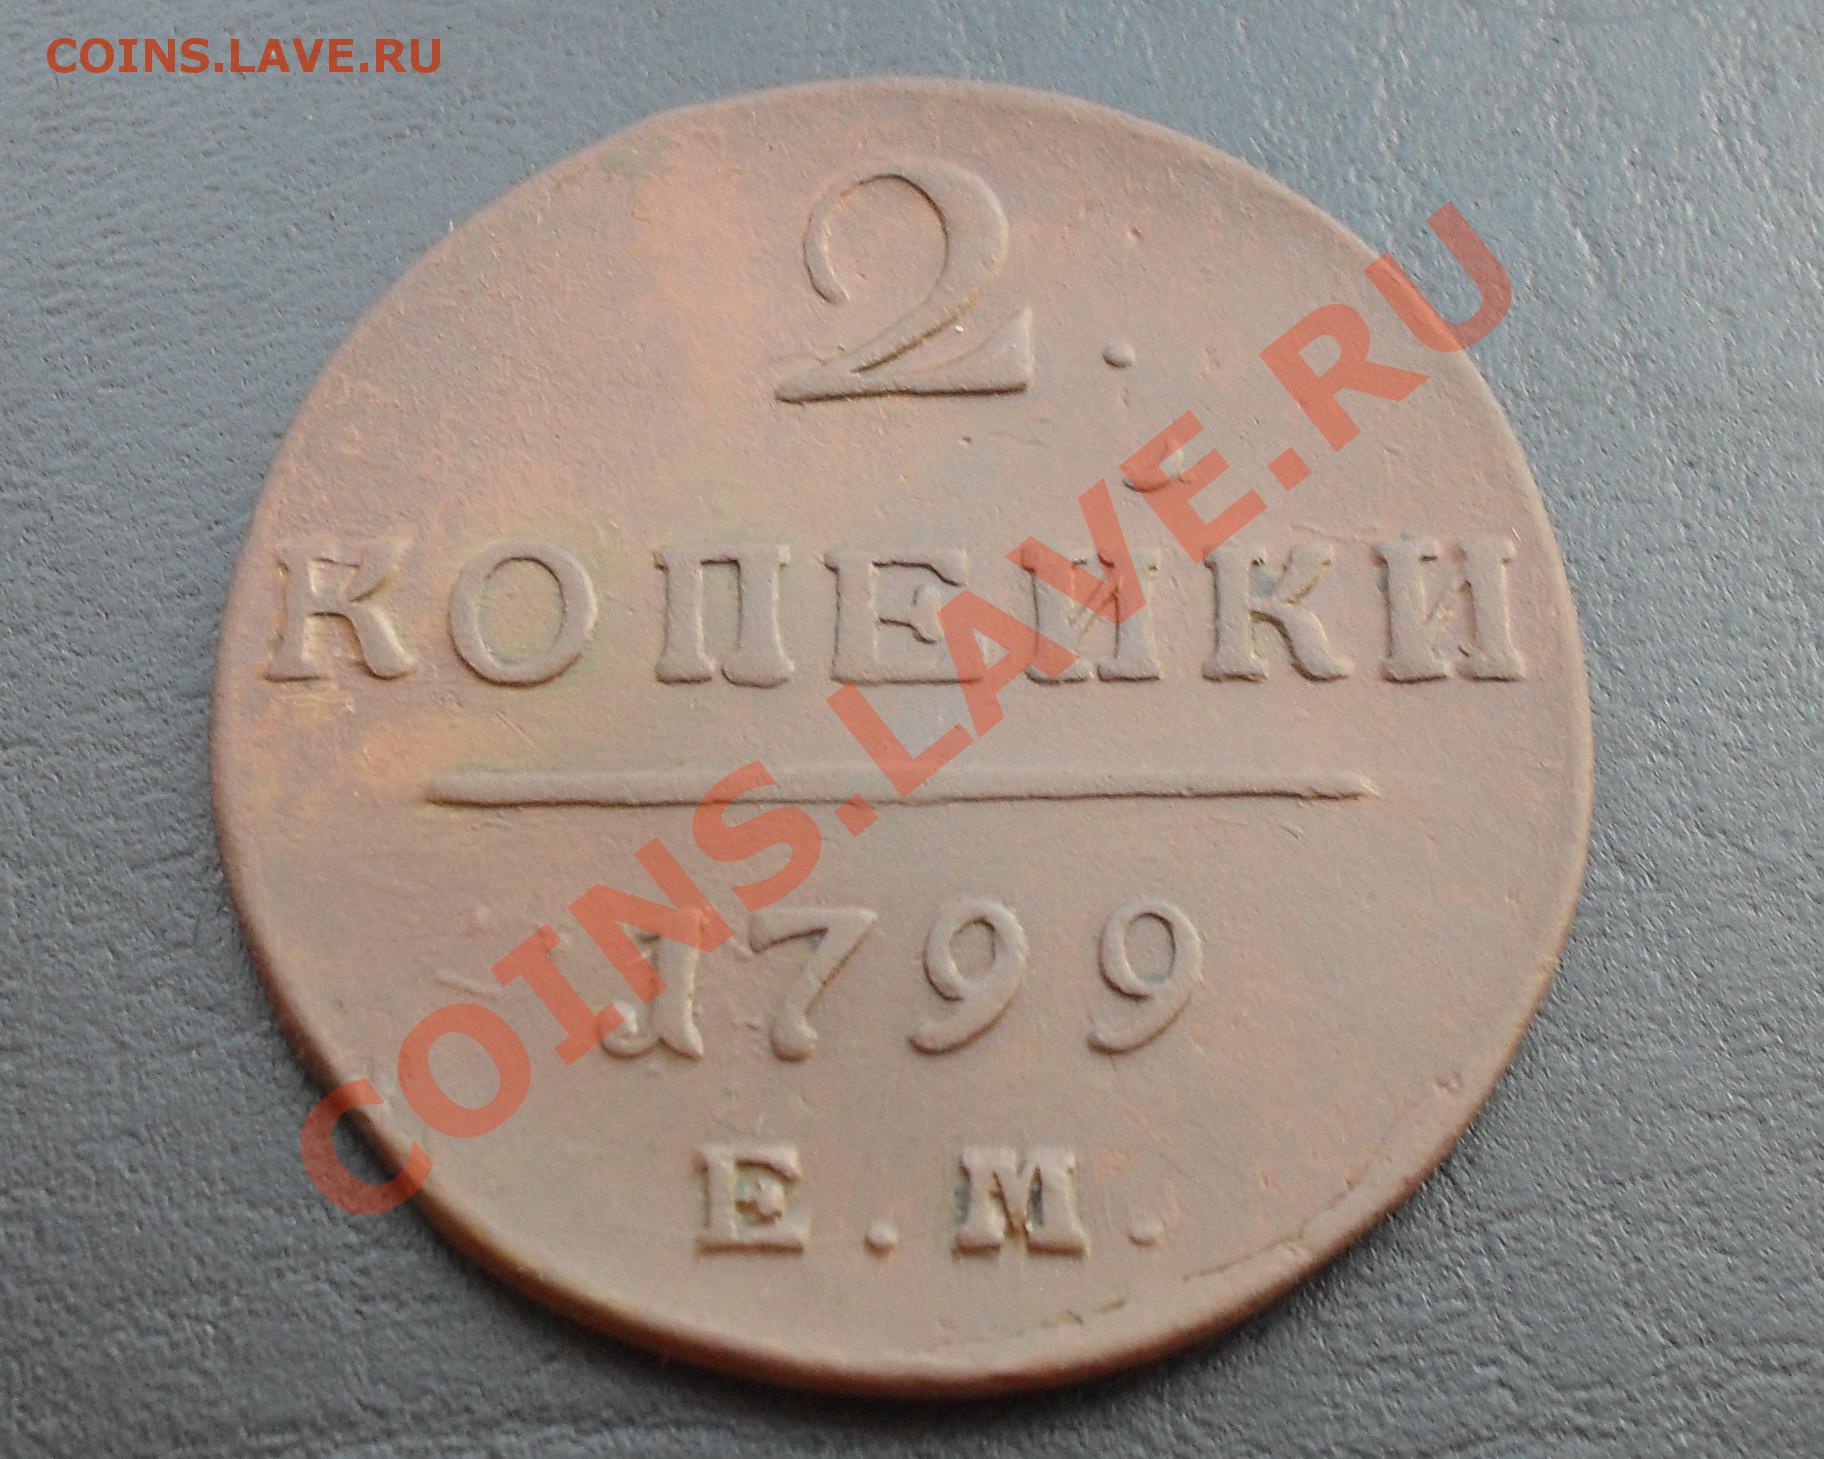 COINS.LAVE.RU
2.
КОПЕЙКИ
1799
Е.М.
COINS.LAVE.RU